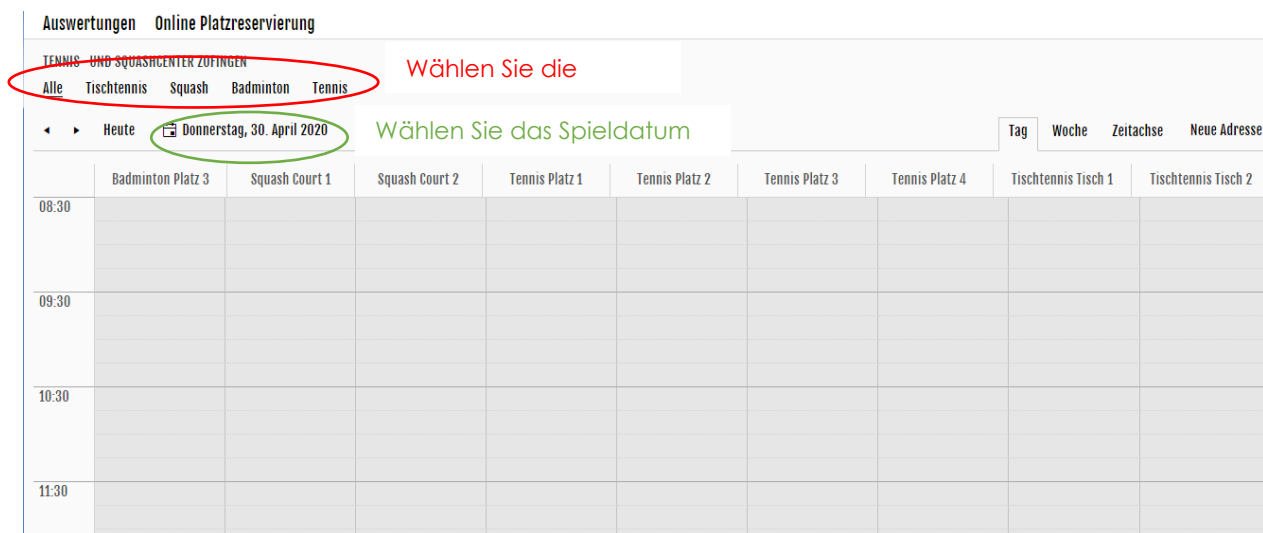 Auswertungen Online Platzreservierung
TENNIS- UND SQUASHCENTER ZOFINGEN
Wählen Sie die
Alle Tischtennis Squash Badminton Tennis
Heute Donnerstag, 30. April 2020 Wählen Sie das Spieldatum Tag Woche Zeitachse Neue Adresse
Badminton Platz 3 Squash Court 1 Squash Court 2 Tennis Platz 1 Tennis Platz 2 Tennis Platz 3 Tennis Platz 4 Tischtennis Tisch 1 Tischtennis Tisch 2
08:30
09:30
10:30
11:30